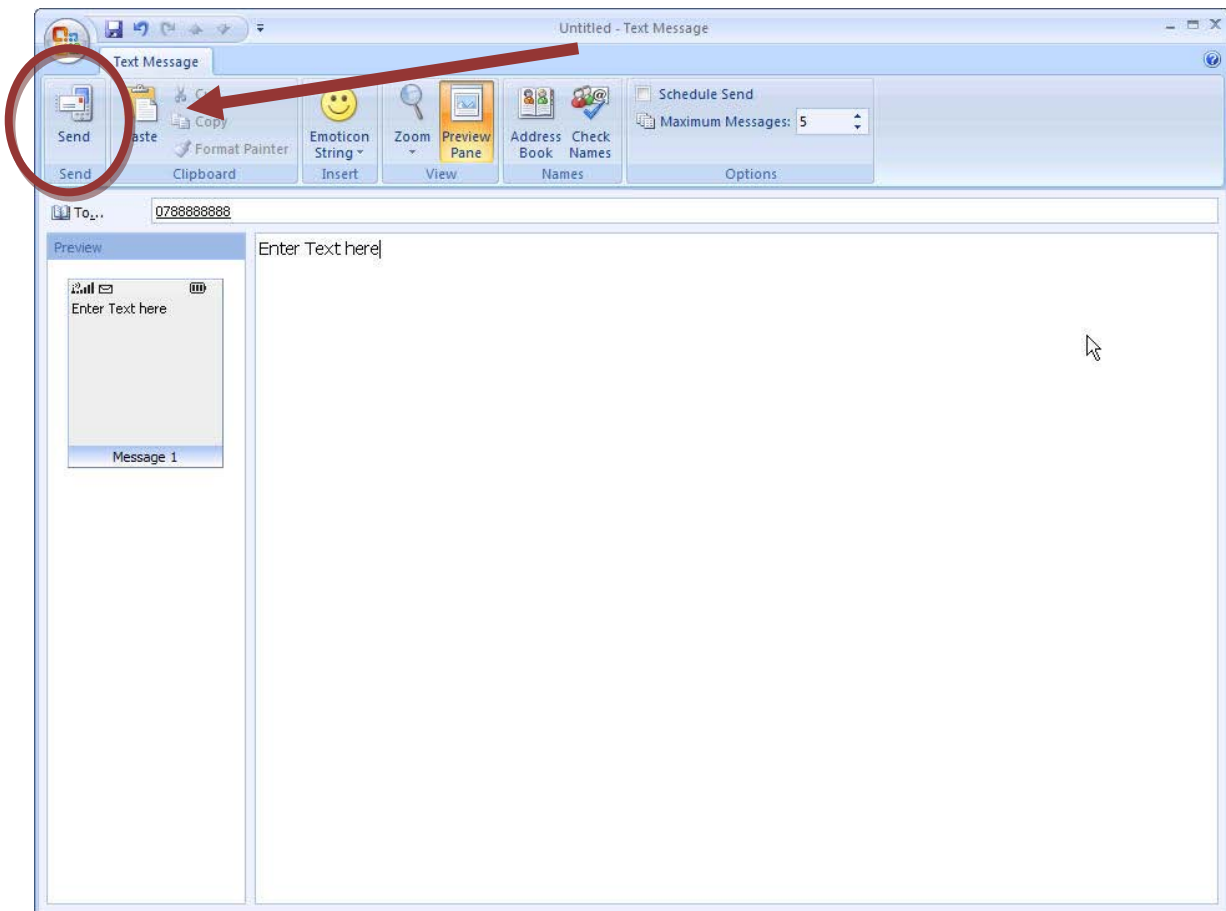 Untitled - Text Message
Text Message
Send
Copy
Format Painter
Emoticon
String
Zoom
Preview
Pane
Address
Book
Check
Names
Schedule Send
Maximum Messages: 5
Send
Clipboard
Insert
View
Names
Options
To...
0788888888
Preview
Enter Text here
Enter Text here
Message 1